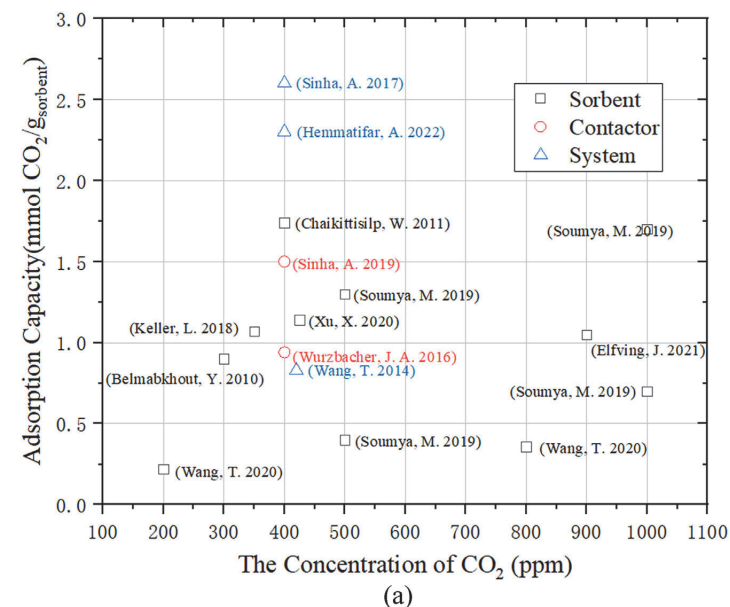 3.0
(Sinha, A. 2017)
2.5
Sorbent
(Hemmatifar, A. 2022)
Contactor
System
2.0
(Chaikittisilp, W. 2011)
(Soumya, M. 2019)
1.5
(Sinha, A. 2019)
(Soumya, M. 2019)
(Keller, L. 2018)
(Xu, X. 2020)
1.0
(Wurzbacher, J. A. 2016)
(Elfving, J. 2021)
(Belmabkhout, Y. 2010)
(Wang, T. 2014)
(Soumya, M. 2019)
0.5
(Soumya, M. 2019)
(Wang, T. 2020)
(Wang, T. 2020)
0.0
100 200 300 400 500 600 700 800 900 1000 1100
Adsorption Capacity(mmol CO₂/g_sorbent)
The Concentration of CO₂ (ppm)
(a)